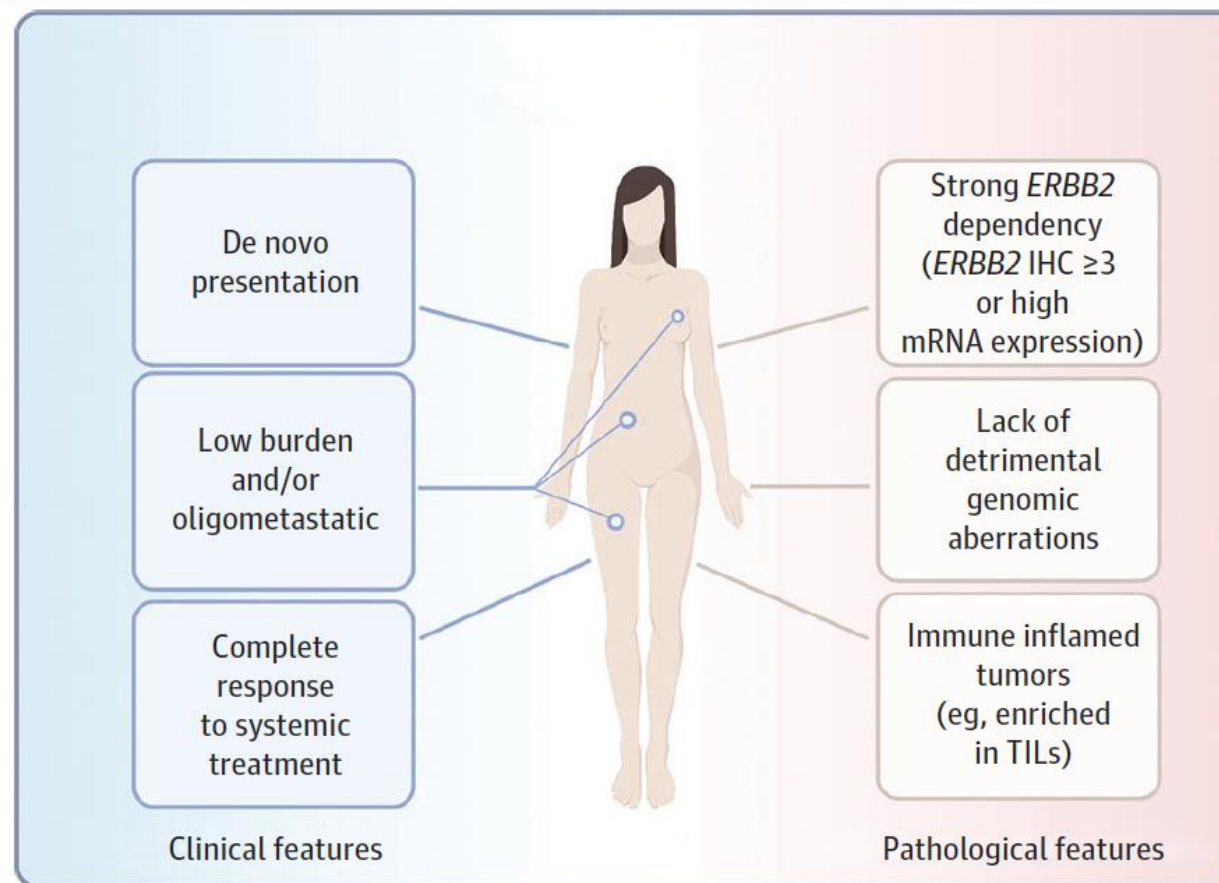 De novo
presentation
Low burden
and/or
oligometastatic
Complete
response
to systemic
treatment
Clinical features
Strong ERBB2
dependency
(ERBB2 IHC ≥3
or high
mRNA expression)
Lack of
detrimental
genomic
aberrations
Immune inflamed
tumors
(eg, enriched
in TILs)
Pathological features